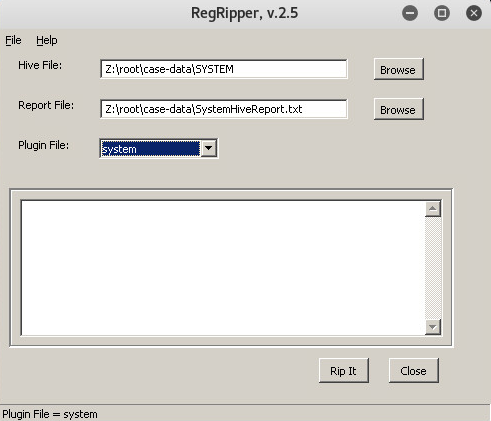 RegRipper, v.2.5
File Help
Hive File: Z:\root\case-data\SYSTEM Browse
Report File: Z:\root\case-data\SystemHiveReport.txt Browse
Plugin File: system
Rip It Close
Plugin File = system